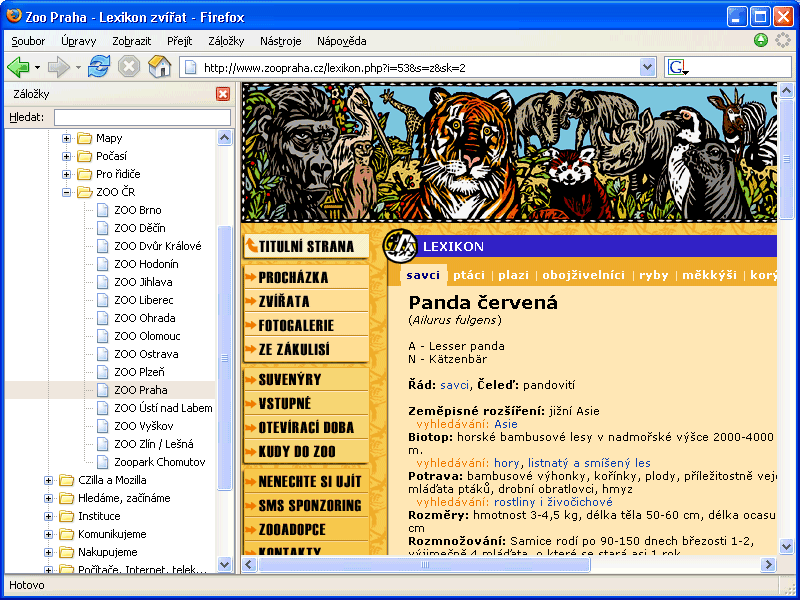 Zoo Praha - Lexikon zvířat - Firefox
Soubor Úpravy Zobrazit Přejít Záložky Nástroje Nápověda
http://www.zoopraha.cz/lexikon.php?i=53&s=z&sk=2
G
Záložky
Hledat:
Mapy
Počasí
Pro řidiče
ZOO ČR
ZOO Brno
ZOO Děčín
ZOO Dvůr Králové
ZOO Hodonín
ZOO Jihlava
ZOO Liberec
ZOO Ohrada
ZOO Olomouc
ZOO Ostrava
ZOO Plzeň
ZOO Praha
ZOO Ústí nad Labem
ZOO Vyškov
ZOO Zlín / Lešná
Zoopark Chomutov
CZilla a Mozilla
Hledáme, začínáme
Instituce
Komunikujeme
Nakupujeme
Počítače, Internet, telek...
TITULNÍ STRANA
PROCHÁZKA
ZVÍŘATA
FOTOGALERIE
ZE ZÁKULISÍ
SUVENÝRY
VSTUPNÉ
OTEVÍRACÍ DOBA
KUDY DO ZOO
NENECHTE SI UJÍT
SMS SPONZORING
ZOOADOPCE
KONTAKTY
LEXIKON
savci ptáci | plazi | obojživelníci | ryby | měkkýši | korý
Panda červená
(Ailurus fulgens)
A - Lesser panda
N - Kätzenbär
Řád: savci, Čeleď: pandovití
Zeměpisné rozšíření: jižní Asie
vyhledávání: Asie
Biotop: horské bambusové lesy v nadmořské výšce 2000-4000
m.
vyhledávání: hory, listnatý a smíšený les
Potrava: bambusové výhonky, kořínky, plody, příležitostně vejc
mláďata ptáků, drobní obratlovci, hmyz
vyhledávání: rostliny i živočichové
Rozměry: hmotnost 3-4,5 kg, délka těla 50-60 cm, délka ocasu
cm
Rozmnožování: Samice rodí po 90-150 dnech březosti 1-2,
výjimečně 4 mláďata, o která se stará asi 1 rok
Hotovo